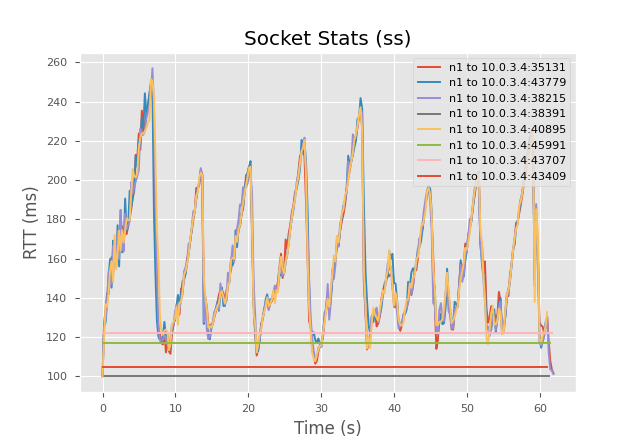 Socket Stats (ss)
260
240
220
200
180
160
140
120
100
RTT (ms)
n1 to 10.0.3.4:35131
n1 to 10.0.3.4:43779
n1 to 10.0.3.4:38215
n1 to 10.0.3.4:38391
n1 to 10.0.3.4:40895
n1 to 10.0.3.4:45991
n1 to 10.0.3.4:43707
n1 to 10.0.3.4:43409
0 10 20 30 40 50 60
Time (s)